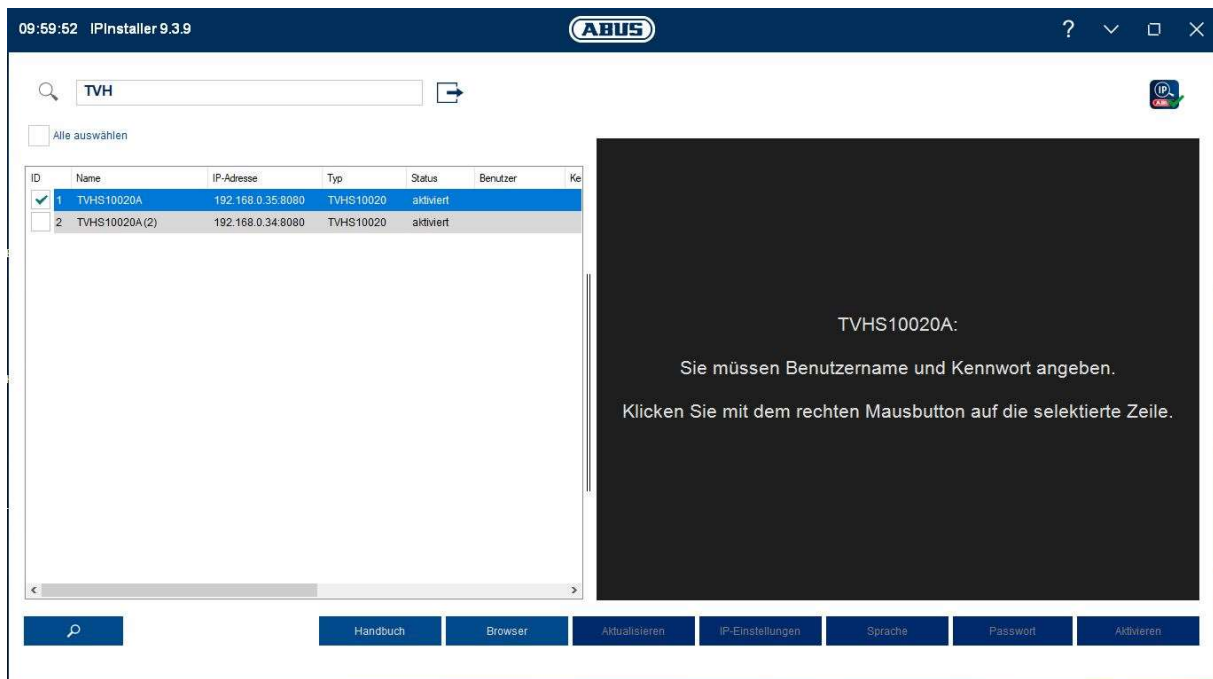 09:59:52 IPInstaller 9.3.9
ABUS
?
TVH
IP
Alle auswählen
ID Name IP-Adresse Typ Status Benutzer Ke
1 TVHS10020A 192.168.0.35:8080 TVHS10020 aktiviert
2 TVHS10020A(2) 192.168.0.34:8080 TVHS10020 aktiviert
TVHS10020A:
Sie müssen Benutzername und Kennwort angeben.
Klicken Sie mit dem rechten Mausbutton auf die selektierte Zeile.
Handbuch Browser Aktualisieren IP-Einstellungen Sprache Passwort Aktivieren